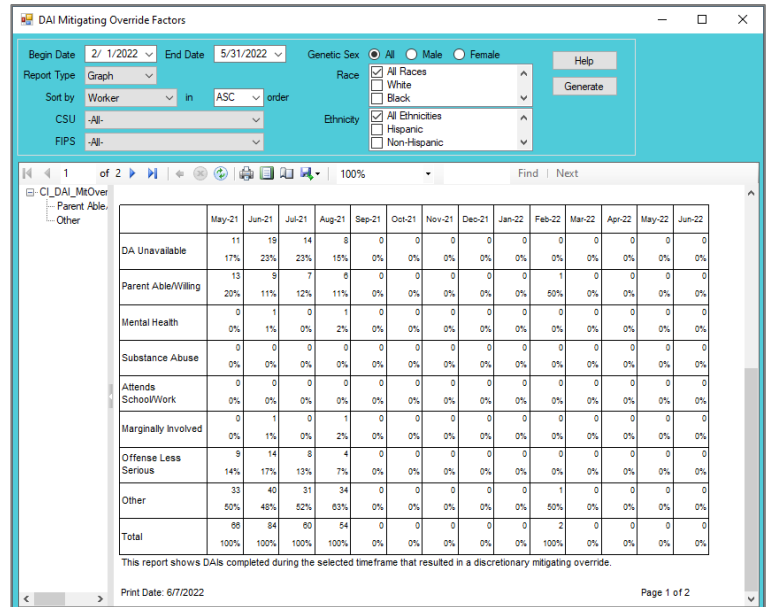 DAI Mitigating Override Factors
Begin Date 2/ 1/2022 End Date 5/31/2022 Genetic Sex All Male Female Help
Report Type Graph Race All Races
White
Black
Generate
Sort by Worker in ASC order
CSU -All- Ethnicity All Ethnicities
Hispanic
Non-Hispanic
FIPS -All-
1 of 2 100% Find | Next
CI_DAI_MitOver
Parent Able
Other
May-21 Jun-21 Jul-21 Aug-21 Sep-21 Oct-21 Nov-21 Dec-21 Jan-22 Feb-22 Mar-22 Apr-22 May-22 Jun-22
DA Unavailable 11 19 14 8 0 0 0 0 0 0 0 0 0 0
17% 23% 23% 15% 0% 0% 0% 0% 0% 0% 0% 0% 0% 0%
Parent Able/Willing 13 9 7 6 0 0 0 0 0 1 0 0 0 0
20% 11% 12% 11% 0% 0% 0% 0% 0% 50% 0% 0% 0% 0%
Mental Health 0 1 0 1 0 0 0 0 0 0 0 0 0 0
0% 1% 0% 2% 0% 0% 0% 0% 0% 0% 0% 0% 0% 0%
Substance Abuse 0 0 0 0 0 0 0 0 0 0 0 0 0 0
0% 0% 0% 0% 0% 0% 0% 0% 0% 0% 0% 0% 0% 0%
Attends 0 0 0 0 0 0 0 0 0 0 0 0 0 0
School/Work 0% 0% 0% 0% 0% 0% 0% 0% 0% 0% 0% 0% 0% 0%
Marginally Involved 0 1 0 1 0 0 0 0 0 0 0 0 0 0
0% 1% 0% 2% 0% 0% 0% 0% 0% 0% 0% 0% 0% 0%
Offense Less 9 14 8 4 0 0 0 0 0 0 0 0 0 0
Serious 14% 17% 13% 7% 0% 0% 0% 0% 0% 0% 0% 0% 0% 0%
Other 33 40 31 34 0 0 0 0 0 1 0 0 0 0
50% 48% 52% 63% 0% 0% 0% 0% 0% 50% 0% 0% 0% 0%
Total 66 84 60 54 0 0 0 0 0 2 0 0 0 0
100% 100% 100% 100% 0% 0% 0% 0% 0% 100% 0% 0% 0% 0%
This report shows DAIs completed during the selected timeframe that resulted in a discretionary mitigating override.
Print Date: 6/7/2022 Page 1 of 2